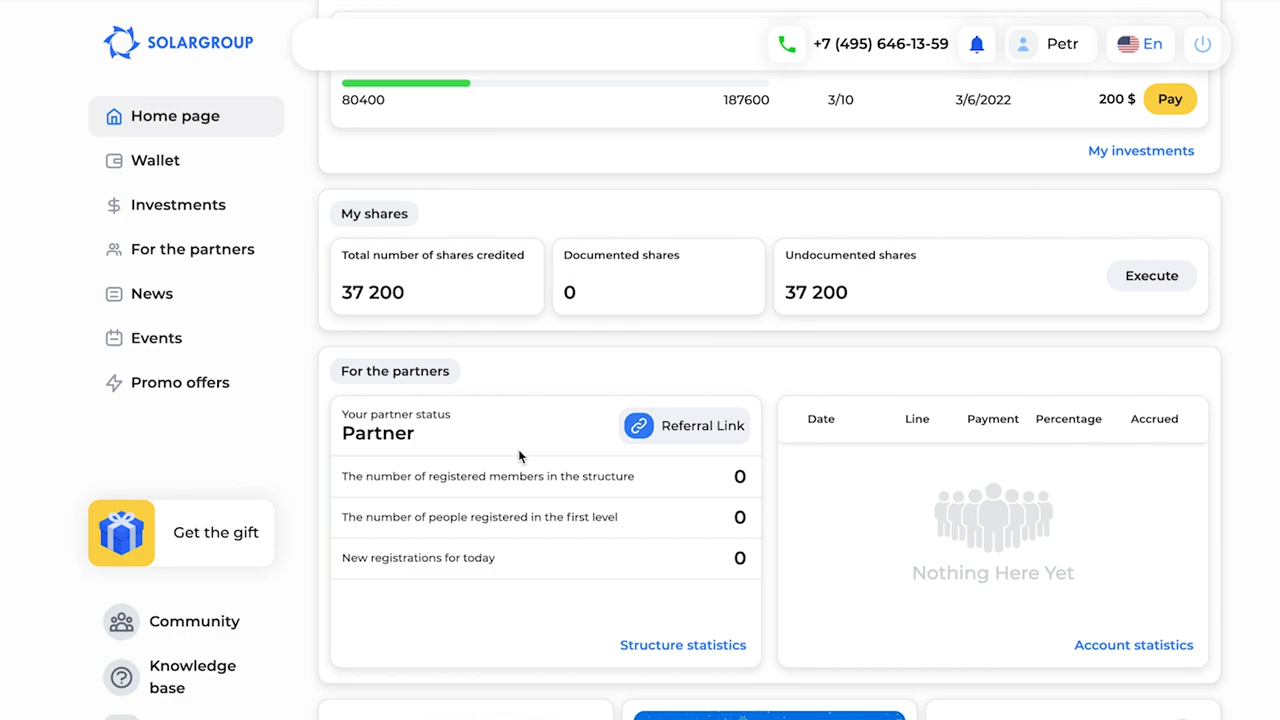 SOLARGROUP
+7 (495) 646-13-59
Petr
En
Home page
Wallet
Investments
For the partners
News
Events
Promo offers
Get the gift
Community
Knowledge
base
80400
187600
3/10
3/6/2022
200 $
Pay
My investments
My shares
Total number of shares credited
37 200
Documented shares
0
Undocumented shares
37 200
Execute
For the partners
Your partner status
Partner
Referral Link
The number of registered members in the structure 0
The number of people registered in the first level 0
New registrations for today 0
Structure statistics
Date Line Payment Percentage Accrued
Nothing Here Yet
Account statistics